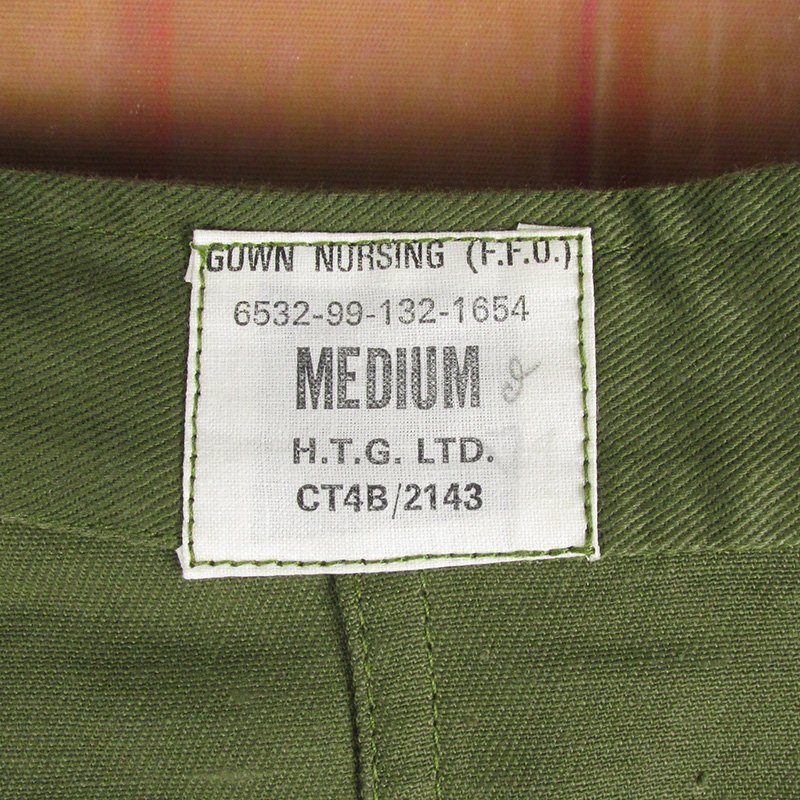 GOWN NURSING (F.F.O.)
6532-99-132-1654
MEDIUM
H.T.G. LTD.
CT4B/2143